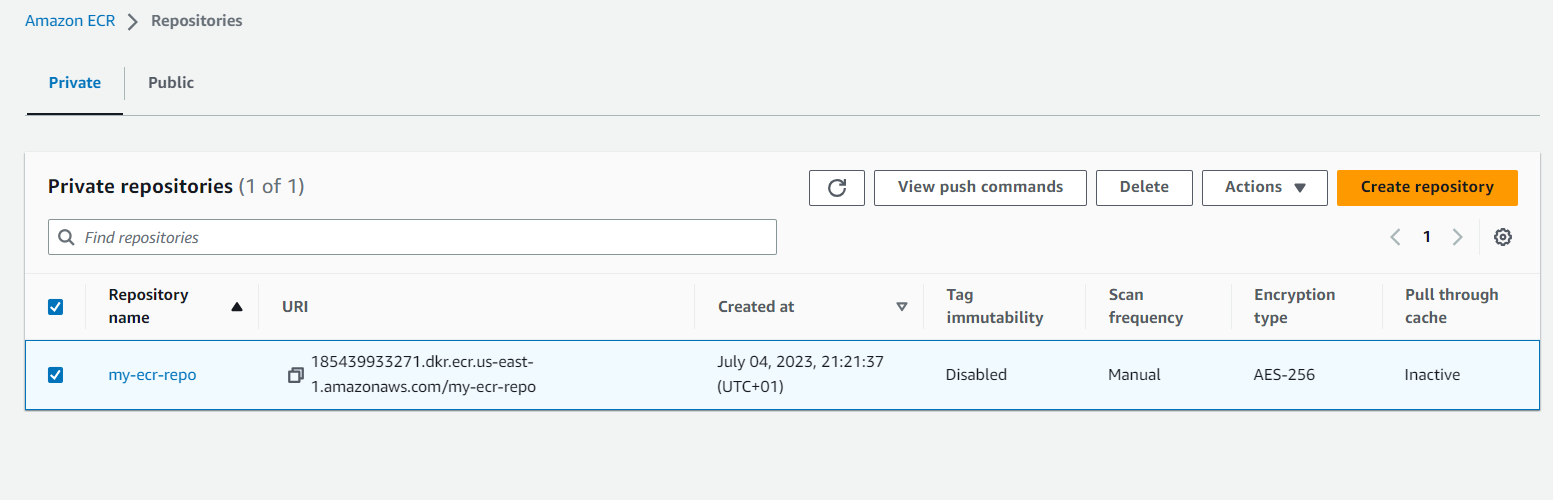 Amazon ECR > Repositories
Private Public
Private repositories (1 of 1) View push commands Delete Actions Create repository
Find repositories 1
Repository name URI Created at Tag immutability Scan frequency Encryption type Pull through cache
my-ecr-repo 185439933271.dkr.ecr.us-east-1.amazonaws.com/my-ecr-repo July 04, 2023, 21:21:37 (UTC+01) Disabled Manual AES-256 Inactive